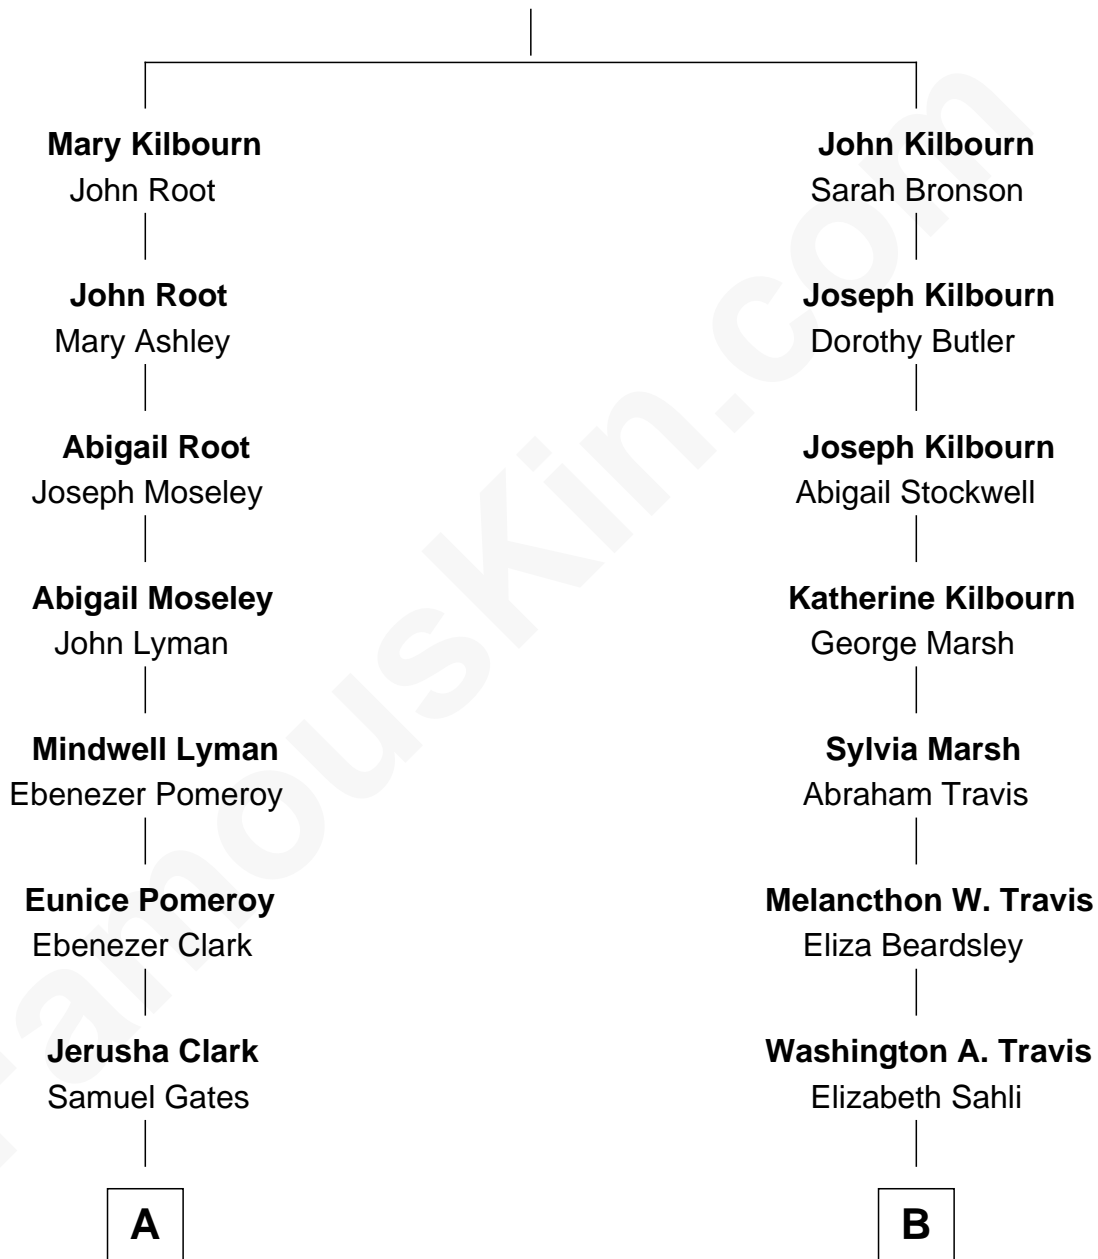 Mary Kilbourn
John Root
John Root
Mary Ashley
Abigail Root
Joseph Moseley
Abigail Moseley
John Lyman
Mindwell Lyman
Ebenezer Pomeroy
Eunice Pomeroy
Ebenezer Clark
Jerusha Clark
Samuel Gates
A
John Kilbourn
Sarah Bronson
Joseph Kilbourn
Dorothy Butler
Joseph Kilbourn
Abigail Stockwell
Katherine Kilbourn
George Marsh
Sylvia Marsh
Abraham Travis
Melancthon W. Travis
Eliza Beardsley
Washington A. Travis
Elizabeth Sahli
B
FamousKin.com